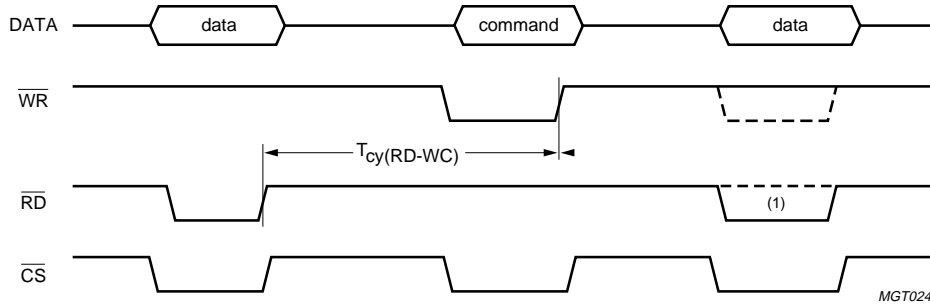 DATA data command data
WR
Tcy(RD-WC)
RD (1)
CS
MGT024